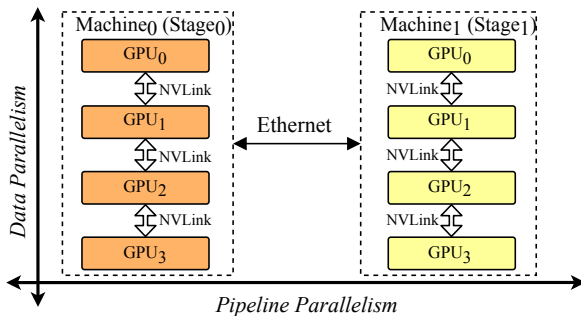 Machine0 (Stage0)
GPU0
NVLink
GPU1
NVLink
GPU2
NVLink
GPU3
Ethernet
Machine1 (Stage1)
GPU0
NVLink
GPU1
NVLink
GPU2
NVLink
GPU3
Data Parallelism
Pipeline Parallelism